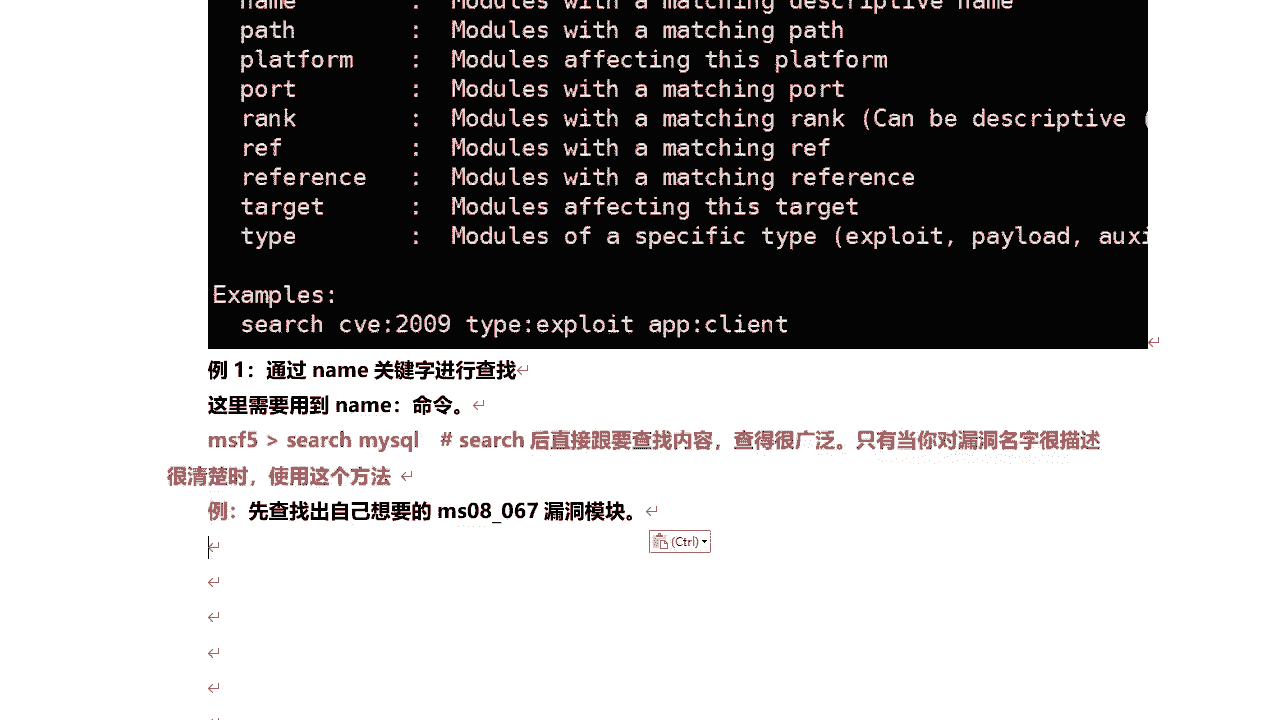 name : Modules with a matching descriptive name
path : Modules with a matching path
platform : Modules affecting this platform
port : Modules with a matching port
rank : Modules with a matching rank (Can be descriptive (
ref : Modules with a matching ref
reference : Modules with a matching reference
target : Modules affecting this target
type : Modules of a specific type (exploit, payload, auxi
Examples:
search cve:2009 type:exploit app:client
例 1：通过 name 关键字进行查找
这里需要用到 name：命令。
msf5 > search mysql # search 后直接跟要查找内容，查得很广泛。只有当你对漏洞名字很描述
很清楚时，使用这个方法
例：先查找出自己想要的 ms08_067 漏洞模块。
(Ctrl)